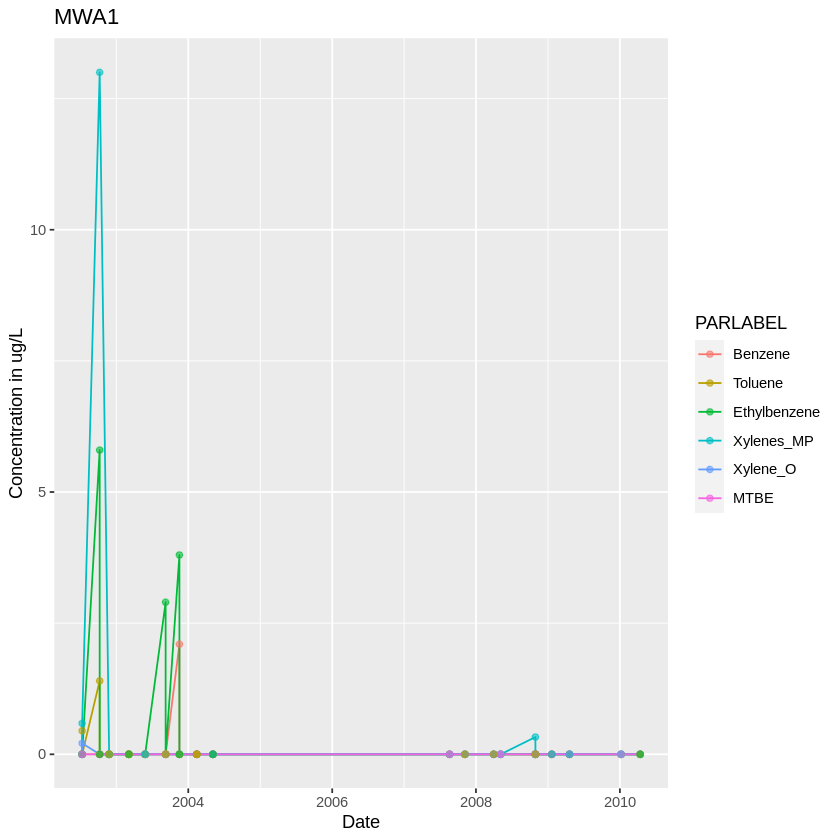 MWA1
Concentration in ug/L
10
5
0
2004
2006
2008
2010
Date
PARLABEL
Benzene
Toluene
Ethylbenzene
Xylenes_MP
Xylene_O
MTBE